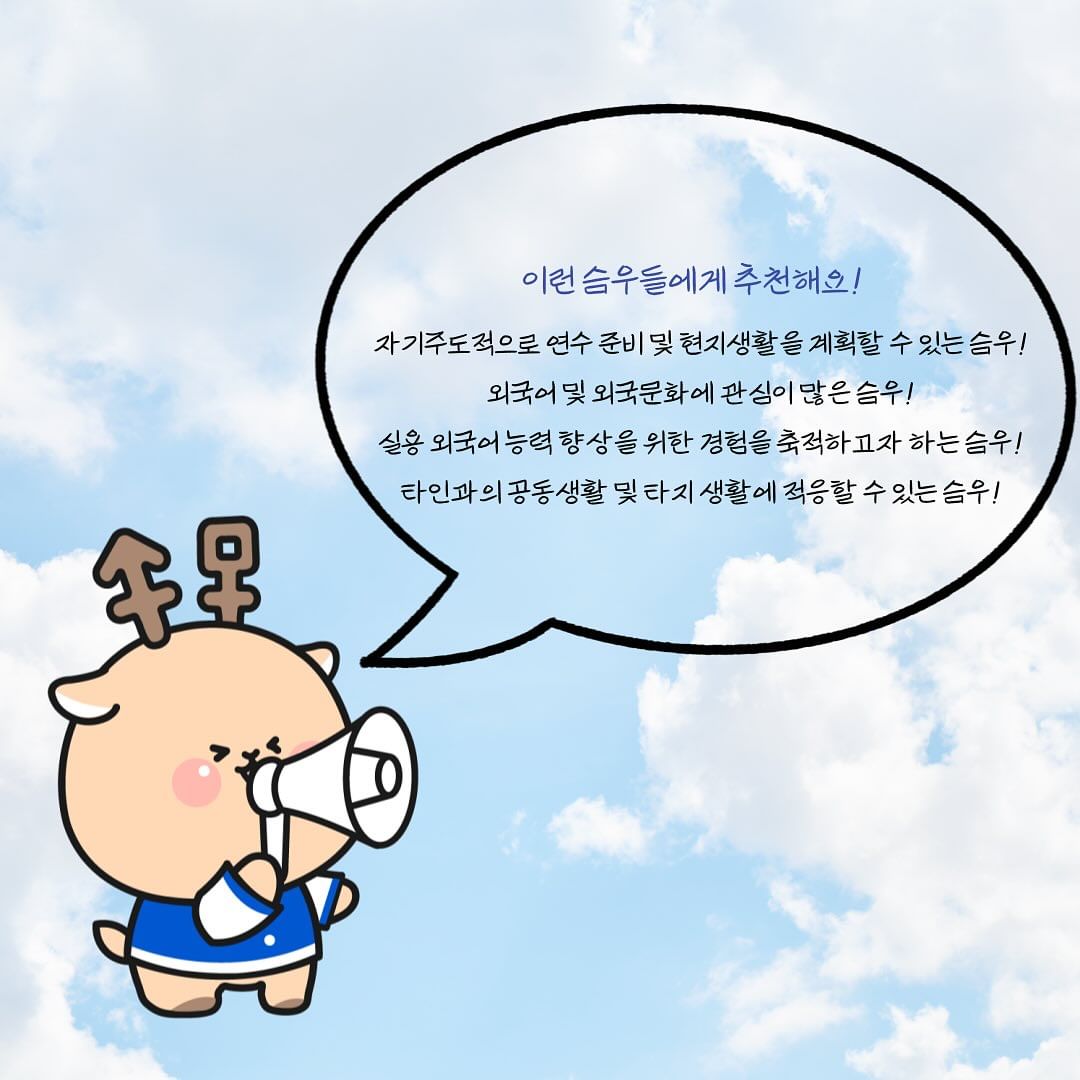 이런 슴우들에게 추천해요!
자기주도적으로 연수 준비 및 현지생활을 계획할 수 있는 슴우!
외국어 및 외국문화에 관심이 많은 슴우!
실용 외국어 능력 향상을 위한 경험을 축적하고자 하는 슴우!
타인과의 공동생활 및 타지 생활에 적응할 수 있는 슴우!